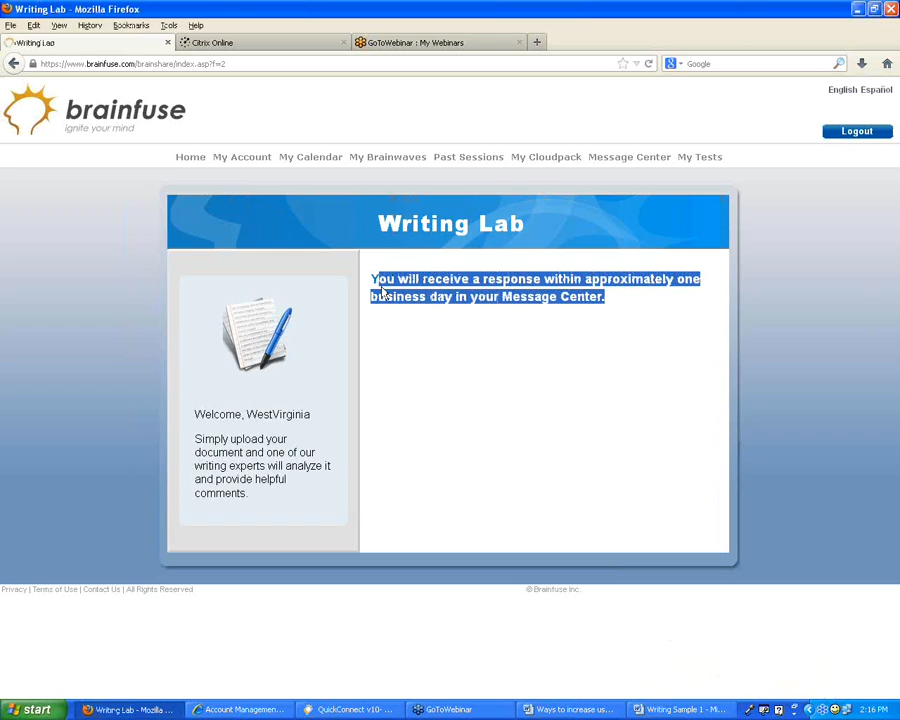 Writing Lab - Mozilla Firefox
File Edit View History Bookmarks Tools Help
Writing Lab
Citrix Online
GoToWebinar : My Webinars
https://www.brainfuse.com/brainshare/index.asp?f=2
Google
English Español
brainfuse
ignite your mind
Logout
Home My Account My Calendar My Brainwaves Past Sessions My Cloudpack Message Center My Tests
Writing Lab
You will receive a response within approximately one
business day in your Message Center.
Welcome, WestVirginia
Simply upload your
document and one of our
writing experts will analyze it
and provide helpful
comments.
Privacy | Terms of Use | Contact Us | All Rights Reserved
© Brainfuse Inc.
start
Writing Lab - Mozilla ...
Account Managemen...
QuickConnect v10- ...
GoToWebinar
Ways to increase us...
Writing Sample 1 - Mi...
2:16 PM